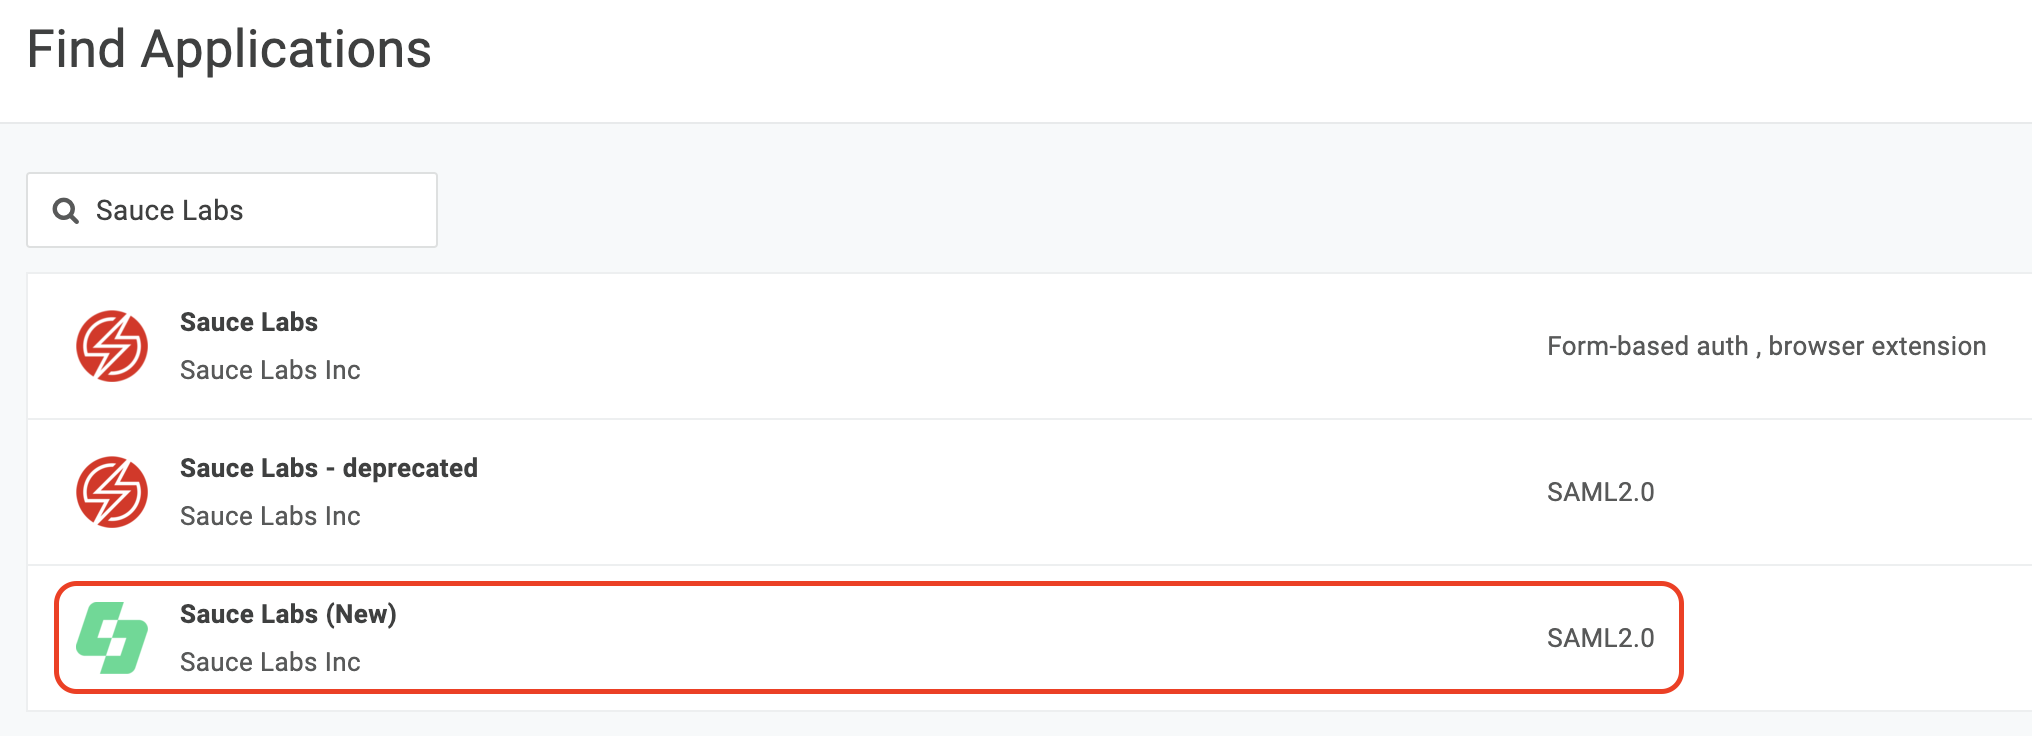 Find Applications
Sauce Labs
Sauce Labs
Sauce Labs Inc
Form-based auth , browser extension
Sauce Labs - deprecated
Sauce Labs Inc
SAML2.0
Sauce Labs (New)
Sauce Labs Inc
SAML2.0